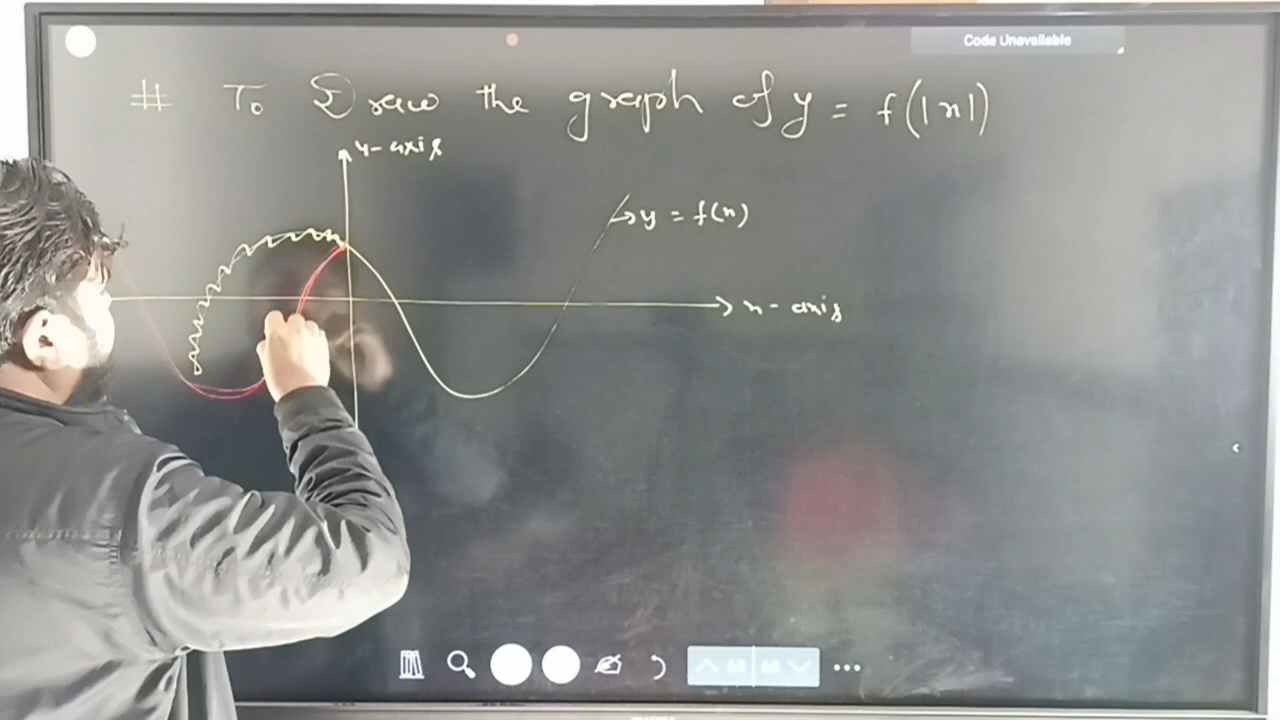 Code Unavailable
# To Draw the graph of y = f(|x|)
y-axis
→y = f(x)
x-axis